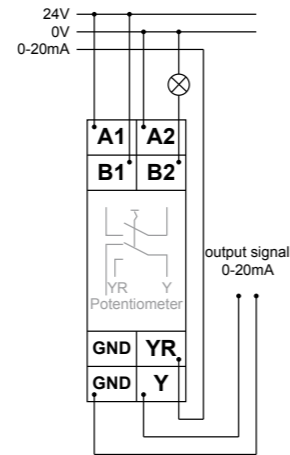 24V
0V
0-20mA
A1 A2
B1 B2
output signal
0-20mA
YR Y
Potentiometer
GND YR
GND Y